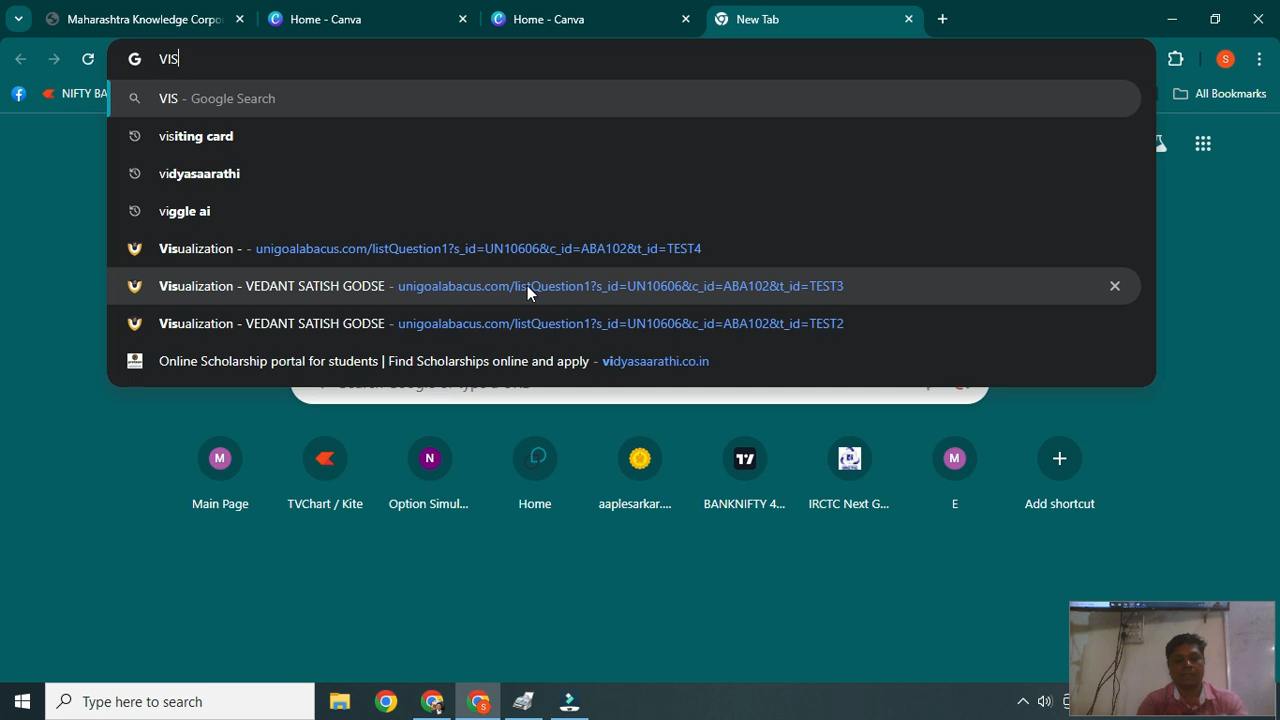 Maharashtra Knowledge Corpo
Home - Canva
Home - Canva
New Tab
VIS
NIFTY BA
All Bookmarks
S
VIS - Google Search
visiting card
vidyasaarathi
viggle ai
Visualization - - unigoalabacus.com/listQuestion1?s_id=UN10606&c_id=ABA102&t_id=TEST4
Visualization - VEDANT SATISH GODSE - unigoalabacus.com/listQuestion1?s_id=UN10606&c_id=ABA102&t_id=TEST3
Visualization - VEDANT SATISH GODSE - unigoalabacus.com/listQuestion1?s_id=UN10606&c_id=ABA102&t_id=TEST2
Online Scholarship portal for students | Find Scholarships online and apply - vidyasaarathi.co.in
M
N
M
Main Page
TVChart / Kite
Option Simul...
Home
aaplesarkar....
BANKNIFTY 4...
IRCTC Next G...
E
Add shortcut
Type here to search